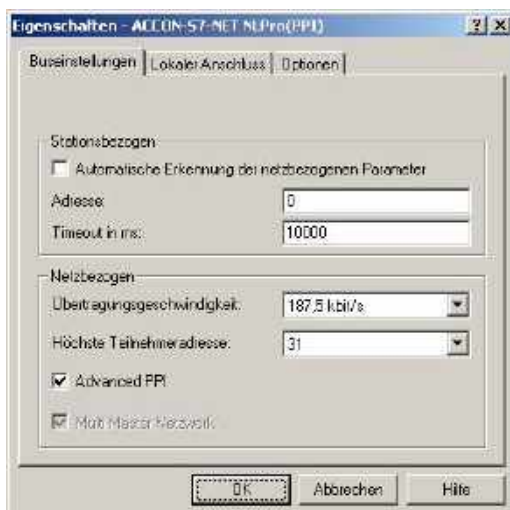 Eigenschaften - ACCON-S7-NET NLPro(PPI)
Buseinstellungen Lokaler Anschluss Optionen
Stationsbezogen
Automatische Erkennung der netzbezogenen Parameter
Adresse: 0
Timeout in ms: 10000
Netzbezogen
Übertragungsgeschwindigkeit: 187,5 kbit/s
Höchste Teilnehmeradresse: 31
Advanced PPI
Multi Master Netzwerk
OK Abbrechen Hilfe